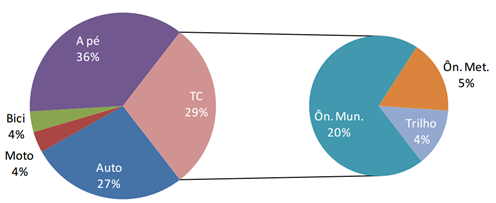 A pé
36%
TC
29%
Bici
4%
Moto
4%
Auto
27%
Ôn. Met.
5%
Ôn. Mun.
20%
Trilho
4%